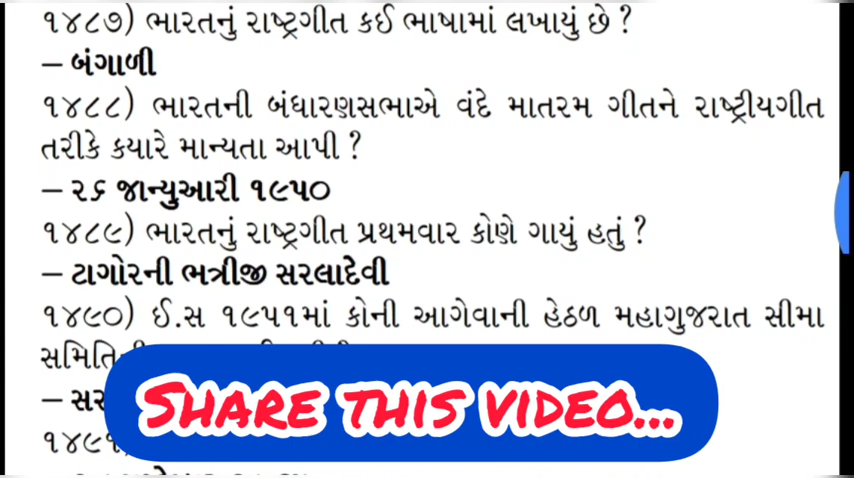 ૧૪૮૭) ભારતનું રાષ્ટ્રગીત કઈ ભાષામાં લખાયું છે ?
– બંગાળી
૧૪૮૮) ભારતની બંધારણસભાએ વંદે માતરમ ગીતને રાષ્ટ્રીયગીત
તરીકે કયારે માન્યતા આપી ?
– ૨૬ જાન્યુઆરી ૧૯૫૦
૧૪૮૯) ભારતનું રાષ્ટ્રગીત પ્રથમવાર કોણે ગાયું હતું ?
– ટાગોરની ભત્રીજી સરલાદેવી
૧૪૯૦) ઈ.સ ૧૯૫૧માં કોની આગેવાની હેઠળ મહાગુજરાત સીમા
SHARE THIS VIDEO...